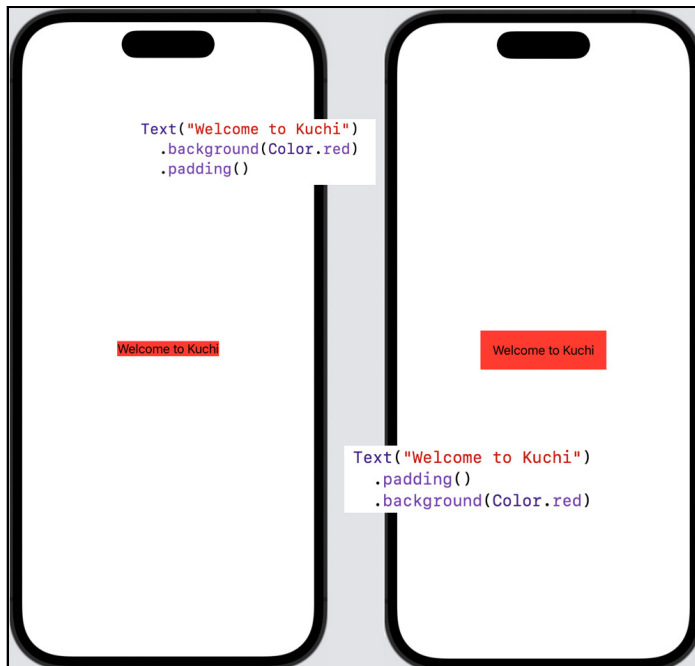 Text("Welcome to Kuchi")
.background(Color.red)
.padding()
Welcome to Kuchi
Welcome to Kuchi
Text("Welcome to Kuchi")
.padding()
.background(Color.red)